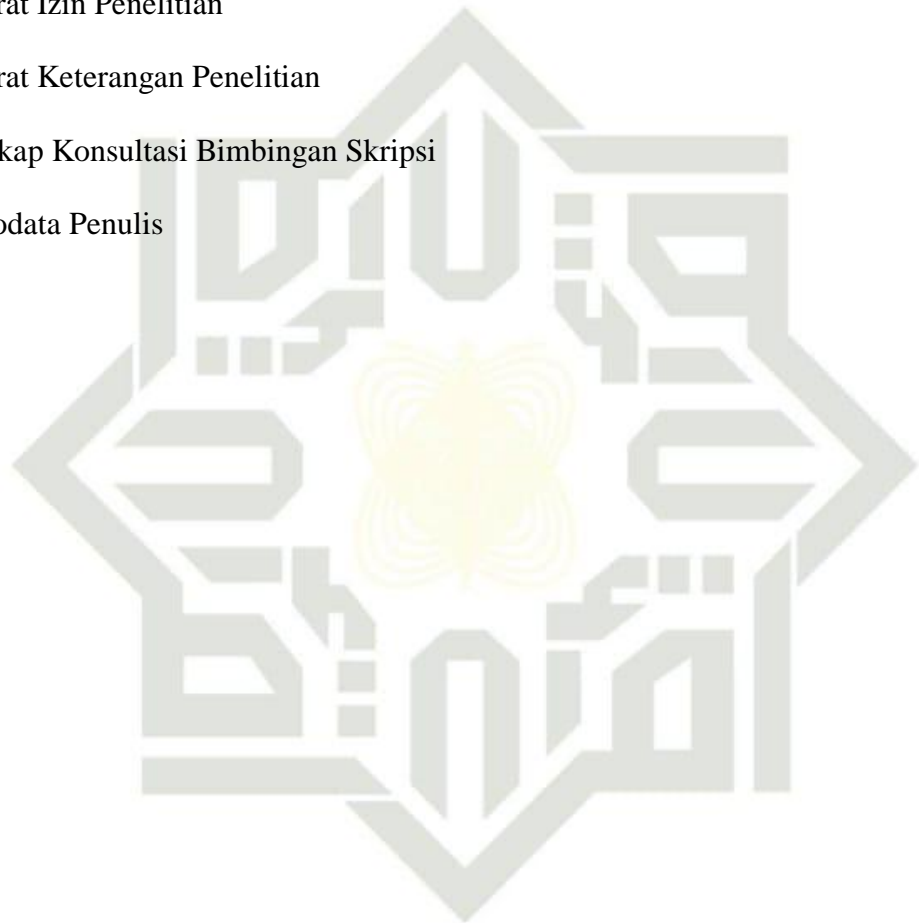 rat Izin Penelitian
rat Keterangan Penelitian
kap Konsultasi Bimbingan Skripsi
odata Penulis